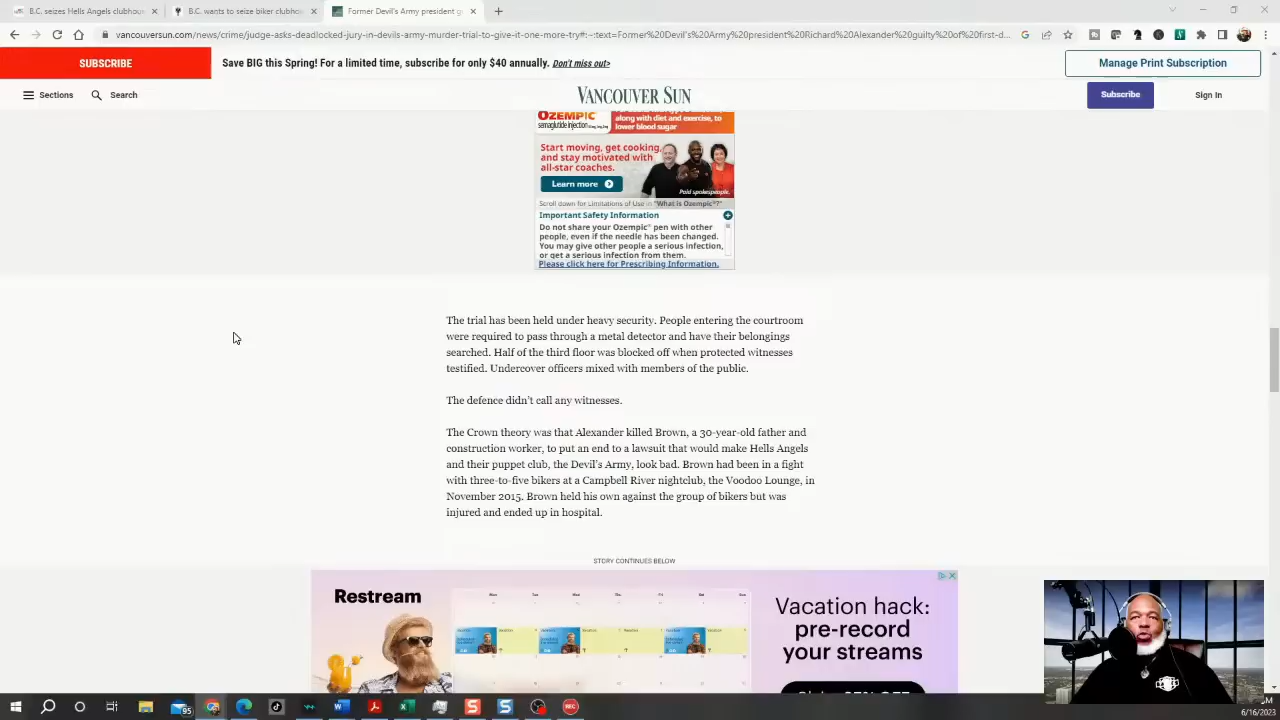 B.C. seizes Hells Angels clubhou
B.C. wants to seize biker clubho
Former Devil's Army president g
vancouversun.com/news/crime/judge-asks-deadlocked-jury-in-devils-army-murder-trial-to-give-it-one-more-try#:~:text=Former%20Devil's%20Army%20president%20Richard%20Alexander%20guilty%20of%20first-d...
SUBSCRIBE
Save BIG this Spring! For a limited time, subscribe for only $40 annually. Don't miss out>
Manage Print Subscription
Sections
Search
VANCOUVER SUN
Subscribe
Sign In
OZEMPIC
semaglutide injection
along with diet and exercise, to
lower blood sugar
Start moving, get cooking,
and stay motivated with
all-star coaches.
Learn more
Paid spokespeople.
Scroll down for Limitations of Use in "What is Ozempic®?"
Important Safety Information
Do not share your Ozempic® pen with other
people, even if the needle has been changed.
You may give other people a serious infection,
or get a serious infection from them.
Please click here for Prescribing Information.
The trial has been held under heavy security. People entering the courtroom
were required to pass through a metal detector and have their belongings
searched. Half of the third floor was blocked off when protected witnesses
testified. Undercover officers mixed with members of the public.
The defence didn't call any witnesses.
The Crown theory was that Alexander killed Brown, a 30-year-old father and
construction worker, to put an end to a lawsuit that would make Hells Angels
and their puppet club, the Devil's Army, look bad. Brown had been in a fight
with three-to-five bikers at a Campbell River nightclub, the Voodoo Lounge, in
November 2015. Brown held his own against the group of bikers but was
injured and ended up in hospital.
STORY CONTINUES BELOW
Restream
Vacation hack:
pre-record
your streams
95
REC
6/16/2023